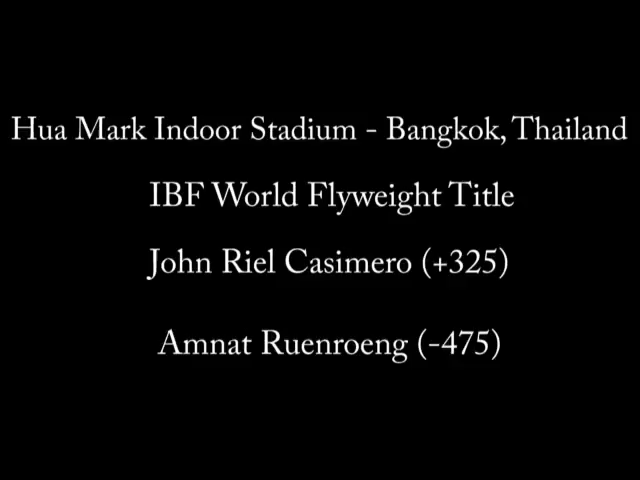 Hua Mark Indoor Stadium - Bangkok, Thailand
IBF World Flyweight Title
John Riel Casimero (+325)
Amnat Ruenroeng (-475)